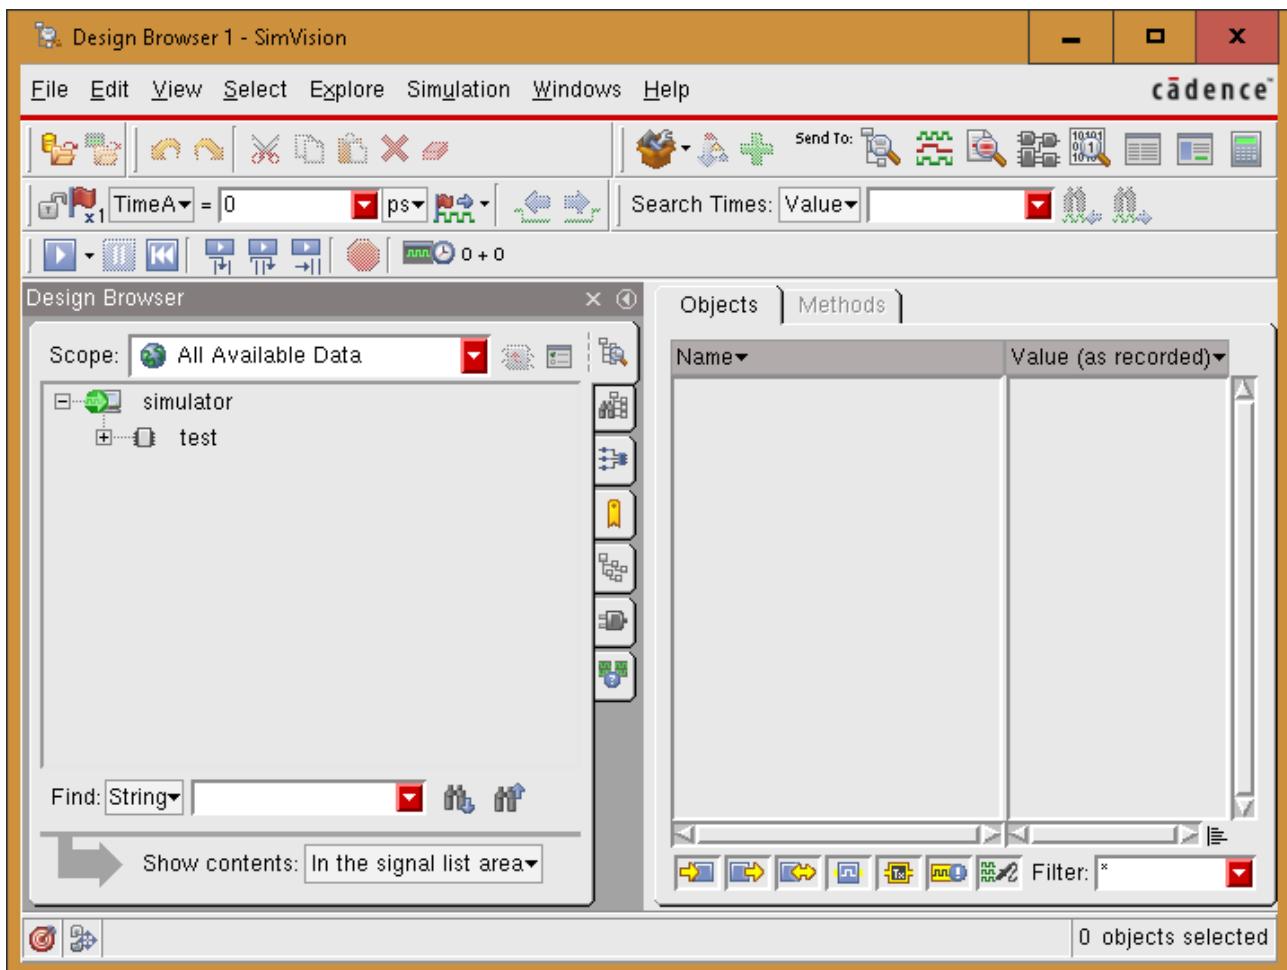 Design Browser 1 - SimVision
File Edit View Select Explore Simulation Windows Help cādence™
Send To:
x1 TimeA = 0 ps Search Times: Value
0 + 0
Design Browser
Objects Methods
Scope: All Available Data
Name Value (as recorded)
simulator
test
Find: String
Show contents: In the signal list area
Filter: *
0 objects selected